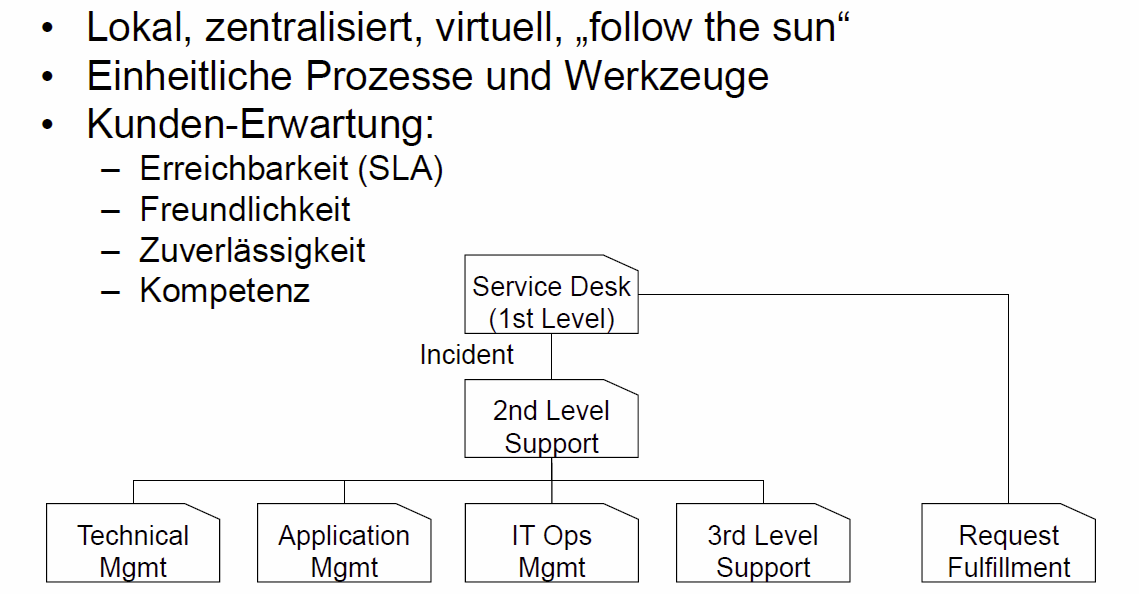 • Lokal, zentralisiert, virtuell, „follow the sun“
• Einheitliche Prozesse und Werkzeuge
• Kunden-Erwartung:
– Erreichbarkeit (SLA)
– Freundlichkeit
– Zuverlässigkeit
– Kompetenz
Service Desk
(1st Level)
Incident
2nd Level
Support
Technical
Mgmt
Application
Mgmt
IT Ops
Mgmt
3rd Level
Support
Request
Fulfillment